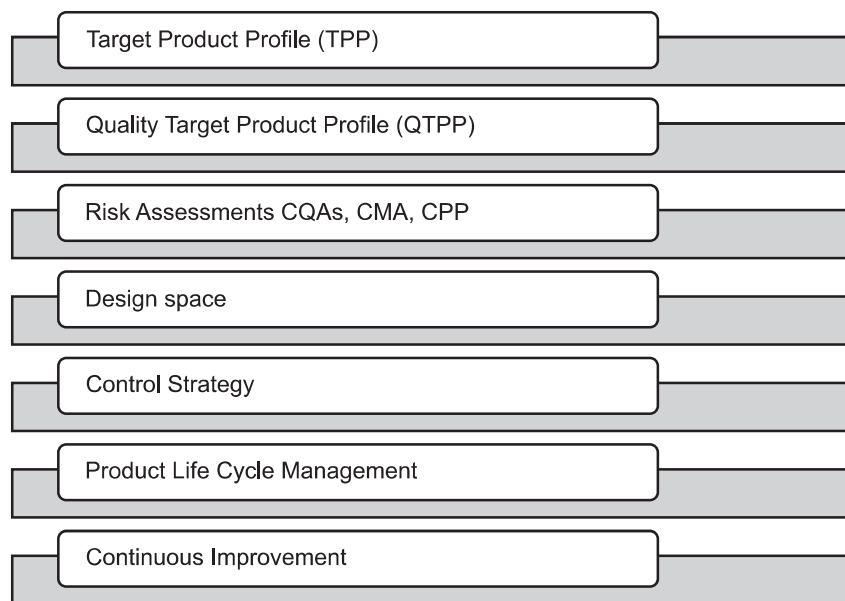 Target Product Profile (TPP)
Quality Target Product Profile (QTPP)
Risk Assessments CQAs, CMA, CPP
Design space
Control Strategy
Product Life Cycle Management
Continuous Improvement